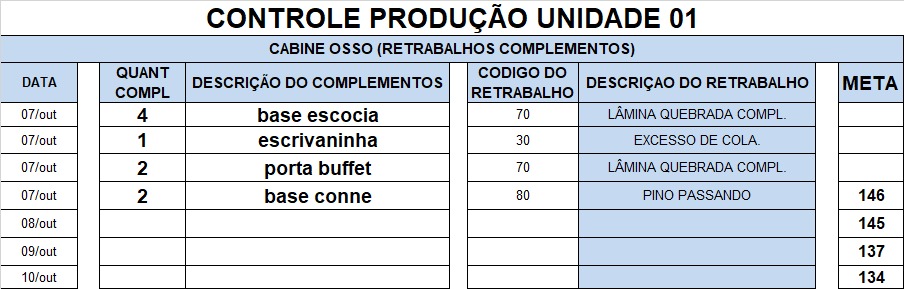 CONTROLE PRODUÇÃO UNIDADE 01
CABINE OSSO (RETRABALHOS COMPLEMENTOS)
DATA QUANT COMPL DESCRIÇÃO DO COMPLEMENTOS CODIGO DO RETRABALHO DESCRIÇAO DO RETRABALHO META
07/out 4 base escocia 70 LÂMINA QUEBRADA COMPL.
07/out 1 escrivaninha 30 EXCESSO DE COLA.
07/out 2 porta buffet 70 LÂMINA QUEBRADA COMPL.
07/out 2 base conne 80 PINO PASSANDO 146
08/out 145
09/out 137
10/out 134